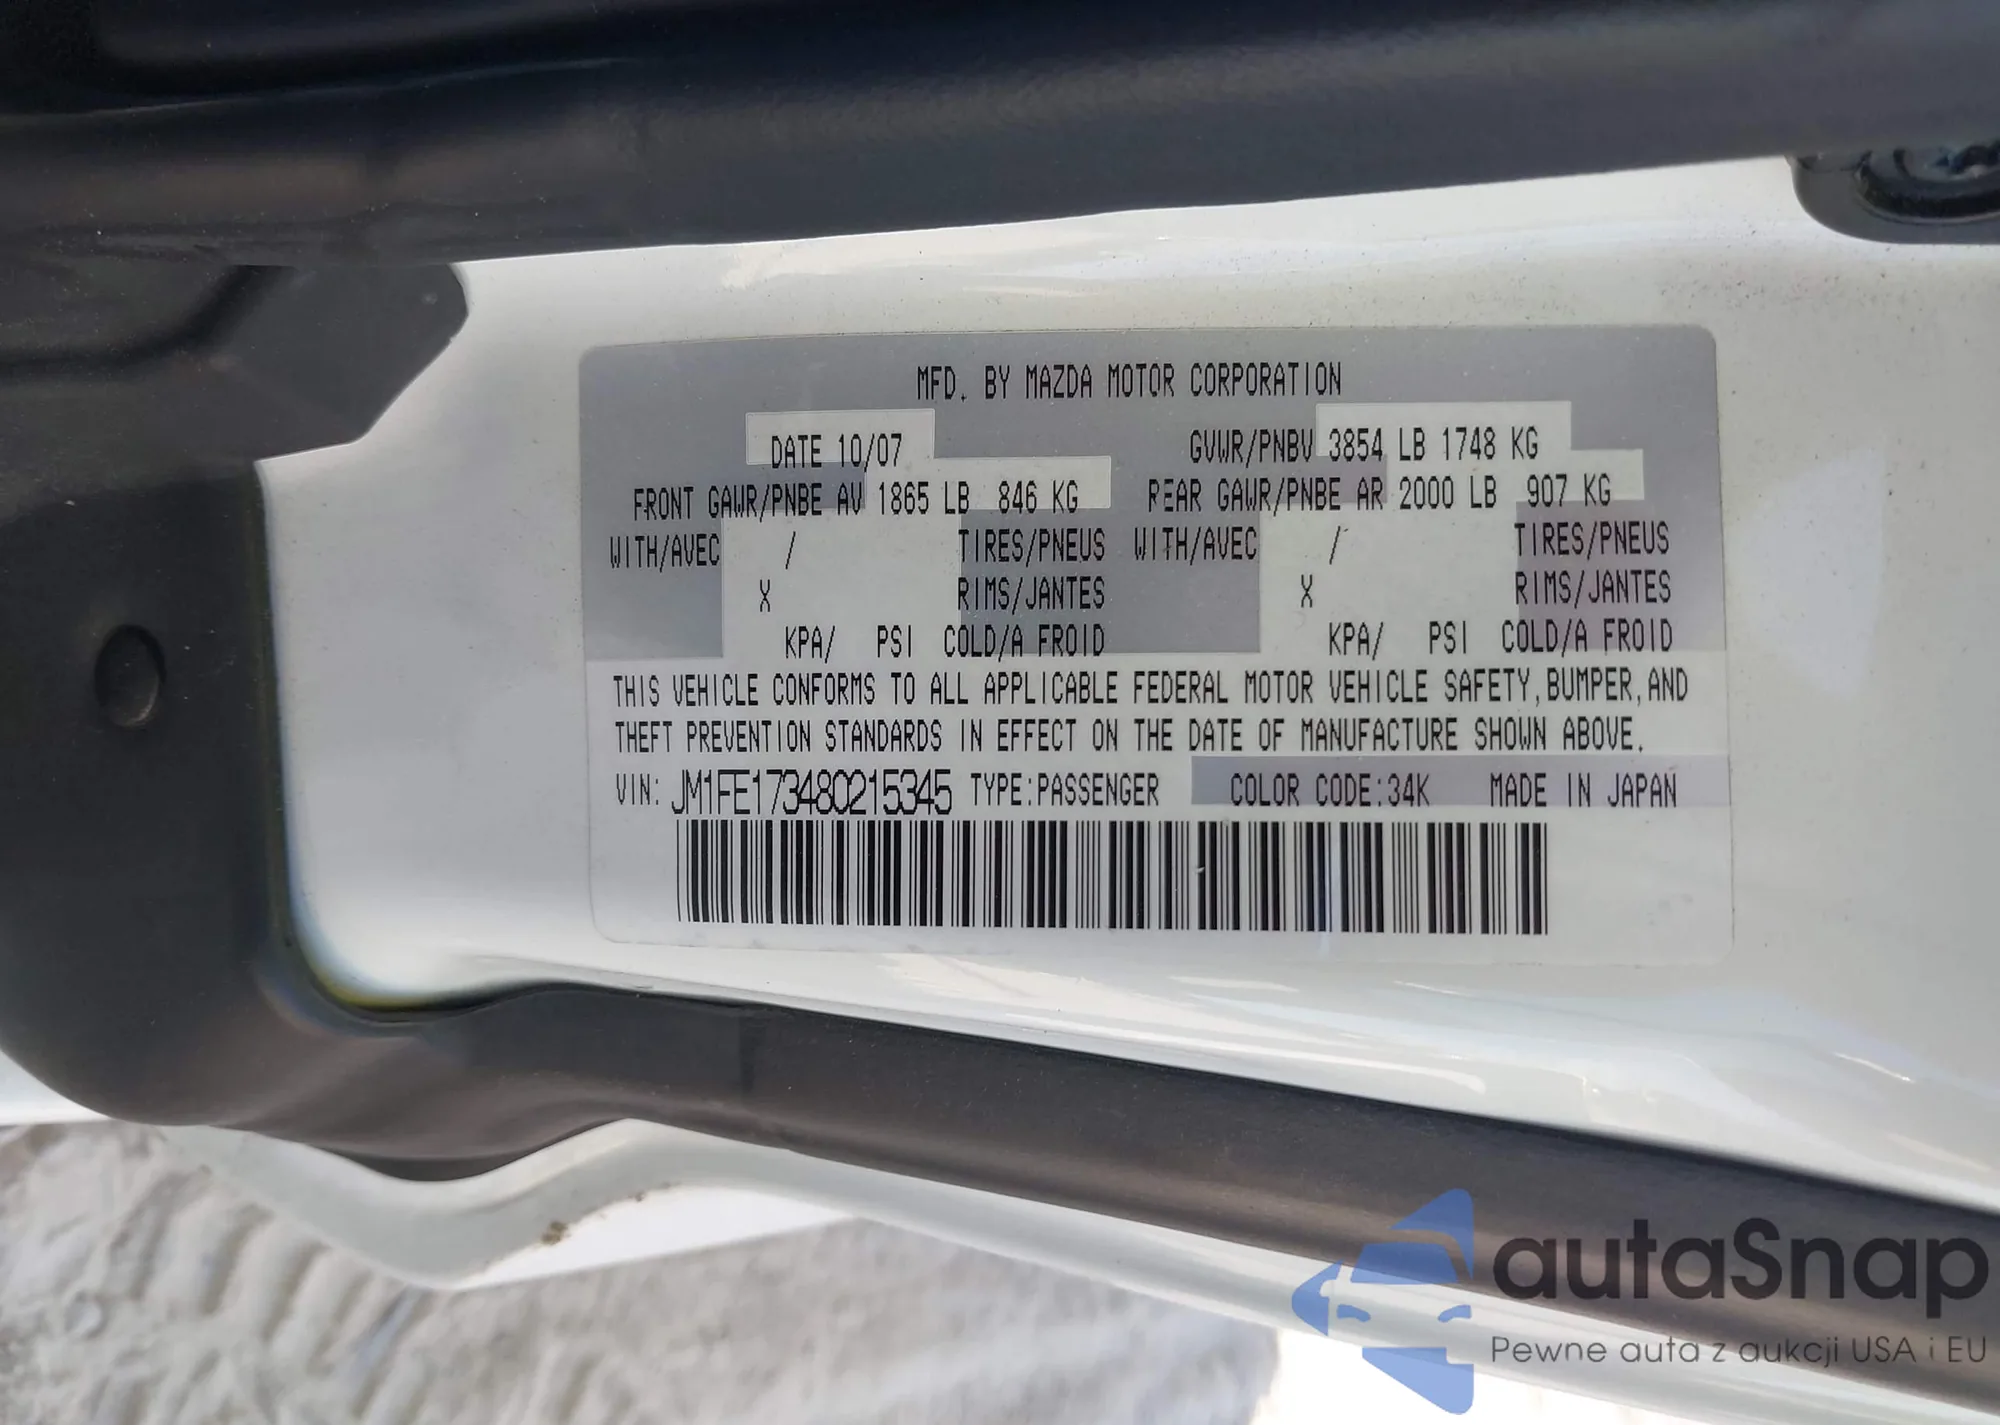 MFD. BY MAZDA MOTOR CORPORATION
DATE 10/07 GVWR/PNBV 3854 LB 1748 KG
FRONT GAWR/PNBE AV 1865 LB 846 KG REAR GAWR/PNBE AR 2000 LB 907 KG
WITH/AVEC / TIRES/PNEUS WITH/AVEC / TIRES/PNEUS
X RIMS/JANTES X RIMS/JANTES
KPA/ PSI COLD/A FROID KPA/ PSI COLD/A FROID
THIS VEHICLE CONFORMS TO ALL APPLICABLE FEDERAL MOTOR VEHICLE SAFETY, BUMPER, AND
THEFT PREVENTION STANDARDS IN EFFECT ON THE DATE OF MANUFACTURE SHOWN ABOVE.
VIN: JM1FE173480215345 TYPE:PASSENGER COLOR CODE:34K MADE IN JAPAN
autaSnap
Pewne auta z aukcji USA i EU